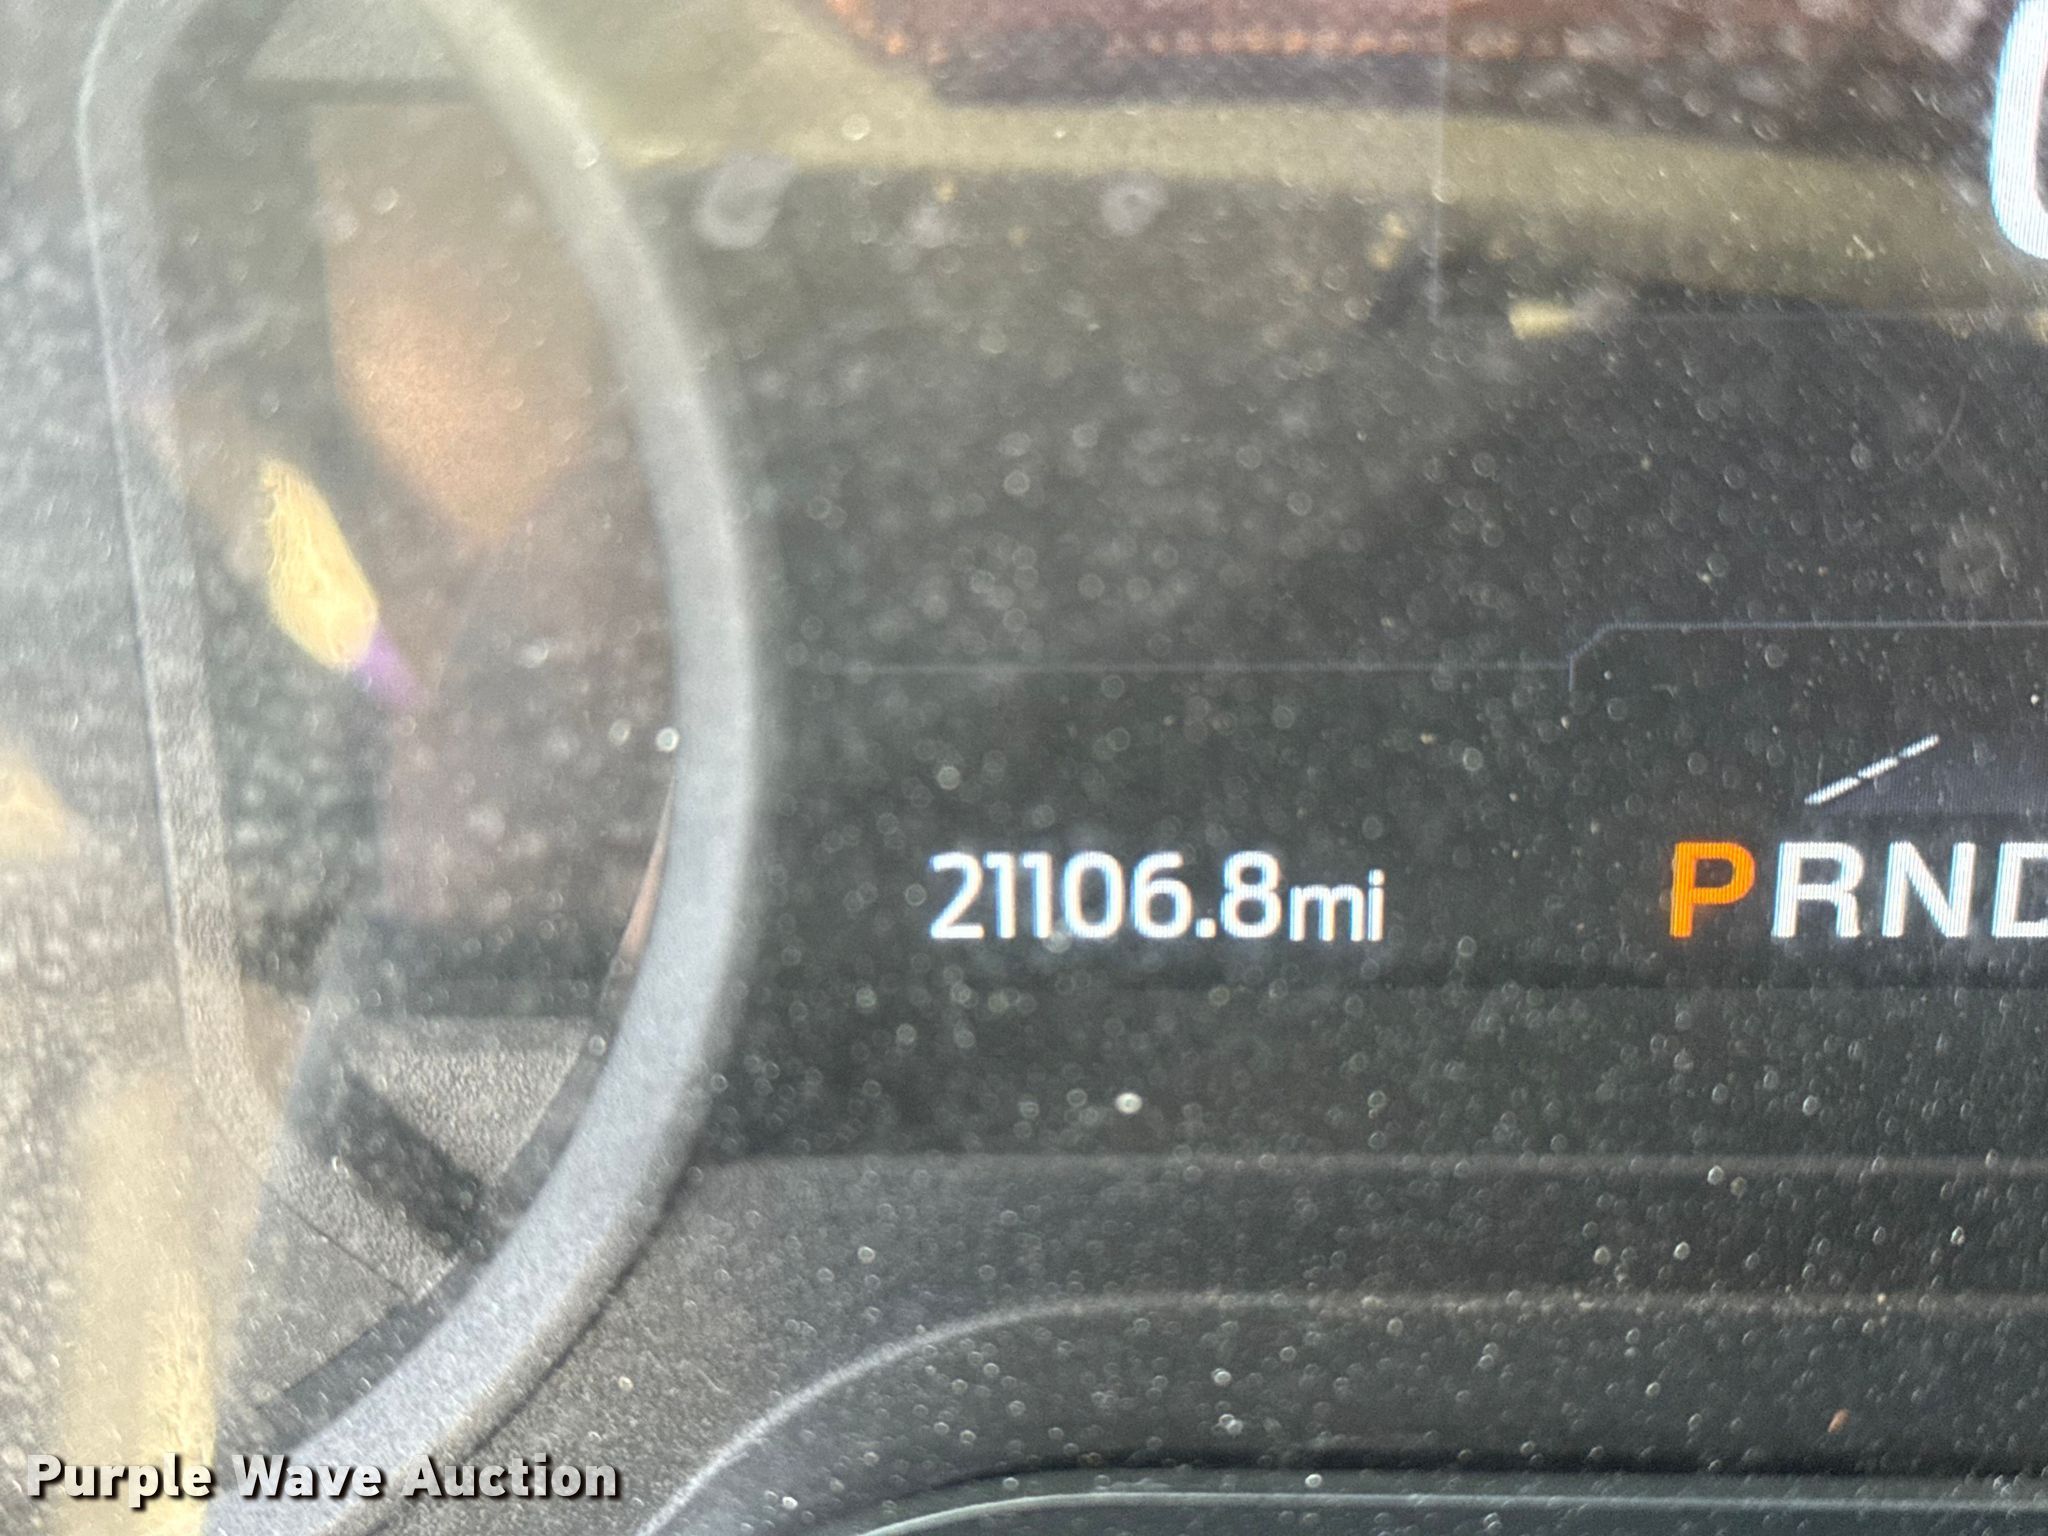 21106.8mi
PRND
Purple Wave Auction